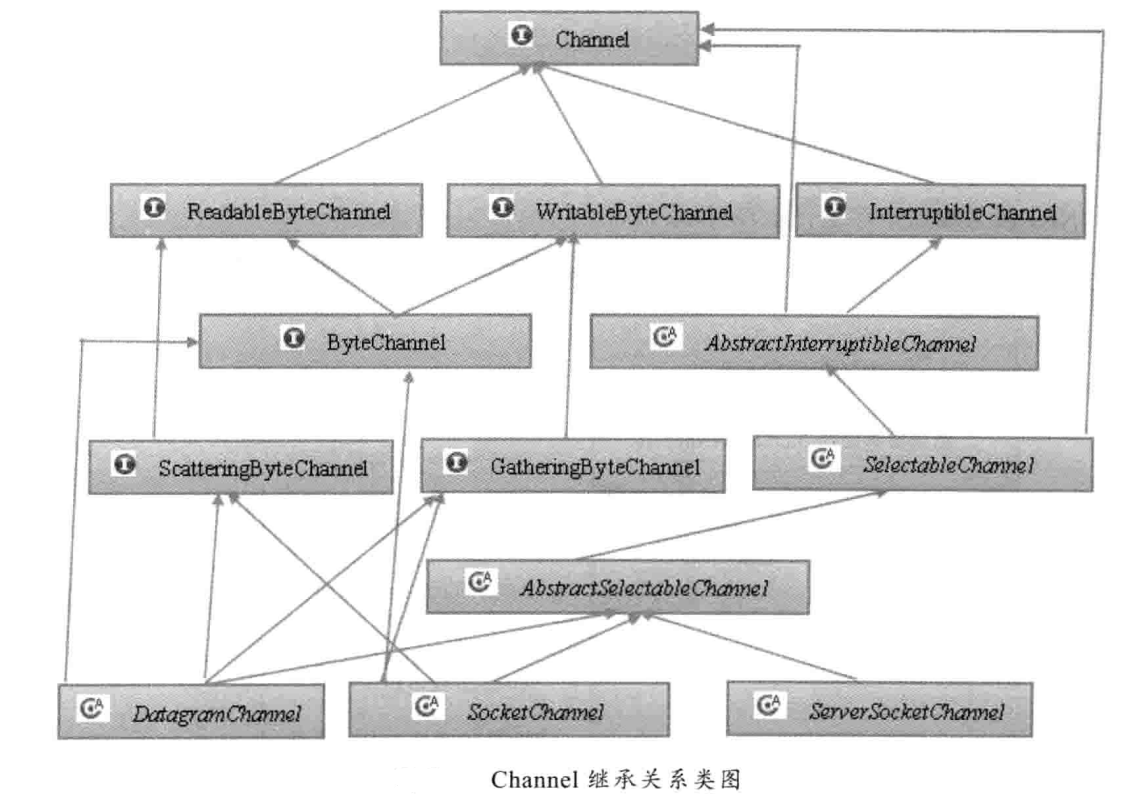 Channel
ReadableByteChannel
WritableByteChannel
InterruptibleChannel
ByteChannel
AbstractInterruptibleChannel
ScatteringByteChannel
GatheringByteChannel
SelectableChannel
AbstractSelectableChannel
DatagramChannel
SocketChannel
ServerSocketChannel
Channel 继承关系类图